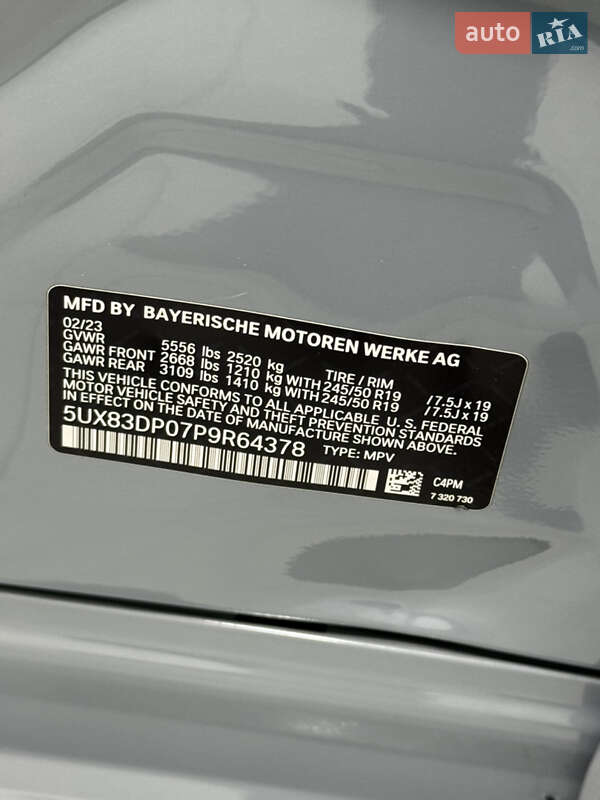 auto RIA.com
MFD BY BAYERISCHE MOTOREN WERKE AG
02/23
GVWR 5556 lbs 2520 kg TIRE / RIM
GAWR FRONT 2668 lbs 1210 kg WITH 245/50 R19 /7.5J x 19
GAWR REAR 3109 lbs 1410 kg WITH 245/50 R19 /7.5J x 19
THIS VEHICLE CONFORMS TO ALL APPLICABLE U.S. FEDERAL
MOTOR VEHICLE SAFETY AND THEFT PREVENTION STANDARDS
IN EFFECT ON THE DATE OF MANUFACTURE SHOWN ABOVE.
5UX83DP07P9R64378 TYPE: MPV
C4PM
7 320 730